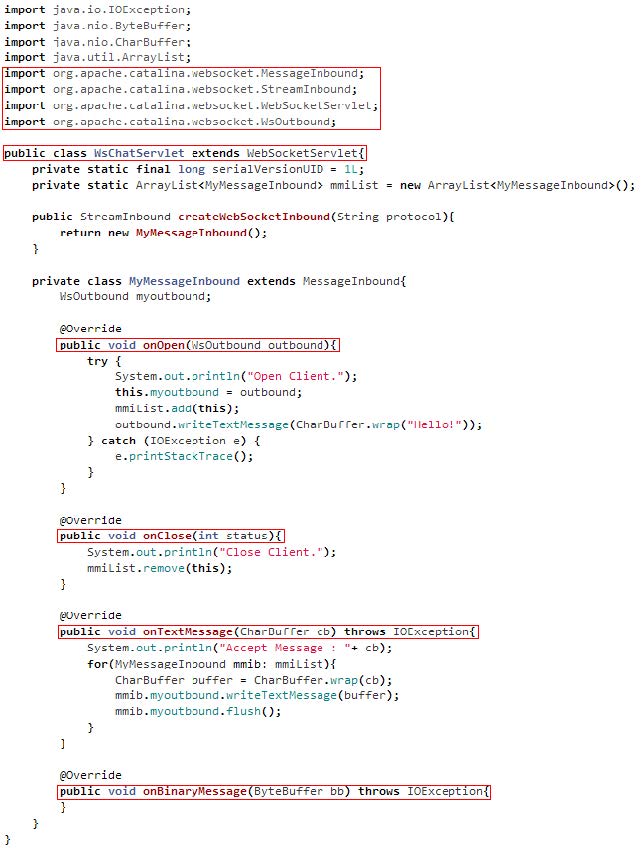 import java.io.IOException;
import java.nio.ByteBuffer;
import java.nio.CharBuffer;
import java.util.ArrayList;
import org.apache.catalina.websocket.MessageInbound;
import org.apache.catalina.websocket.StreamInbound;
import org.apache.catalina.websocket.WebSocketServlet;
import org.apache.catalina.websocket.WsOutbound;

public class WsChatServlet extends WebSocketServlet{
    private static final long serialVersionUID = 1L;
    private static ArrayList<MyMessageInbound> mmiList = new ArrayList<MyMessageInbound>();

    public StreamInbound createWebSocketInbound(String protocol){
        return new MyMessageInbound();
    }

    private class MyMessageInbound extends MessageInbound{
        WsOutbound myoutbound;

        @Override
        public void onOpen(WsOutbound outbound){
            try {
                System.out.println("Open Client.");
                this.myoutbound = outbound;
                mmiList.add(this);
                outbound.writeTextMessage(CharBuffer.wrap("Hello!"));
            } catch (IOException e) {
                e.printStackTrace();
            }
        }

        @Override
        public void onClose(int status){
            System.out.println("Close Client.");
            mmiList.remove(this);
        }

        @Override
        public void onTextMessage(CharBuffer cb) throws IOException{
            System.out.println("Accept Message : "+ cb);
            for(MyMessageInbound mmib: mmiList){
                CharBuffer buffer = CharBuffer.wrap(cb);
                mmib.myoutbound.writeTextMessage(buffer);
                mmib.myoutbound.flush();
            }
        }

        @Override
        public void onBinaryMessage(ByteBuffer bb) throws IOException{
        }
    }
}